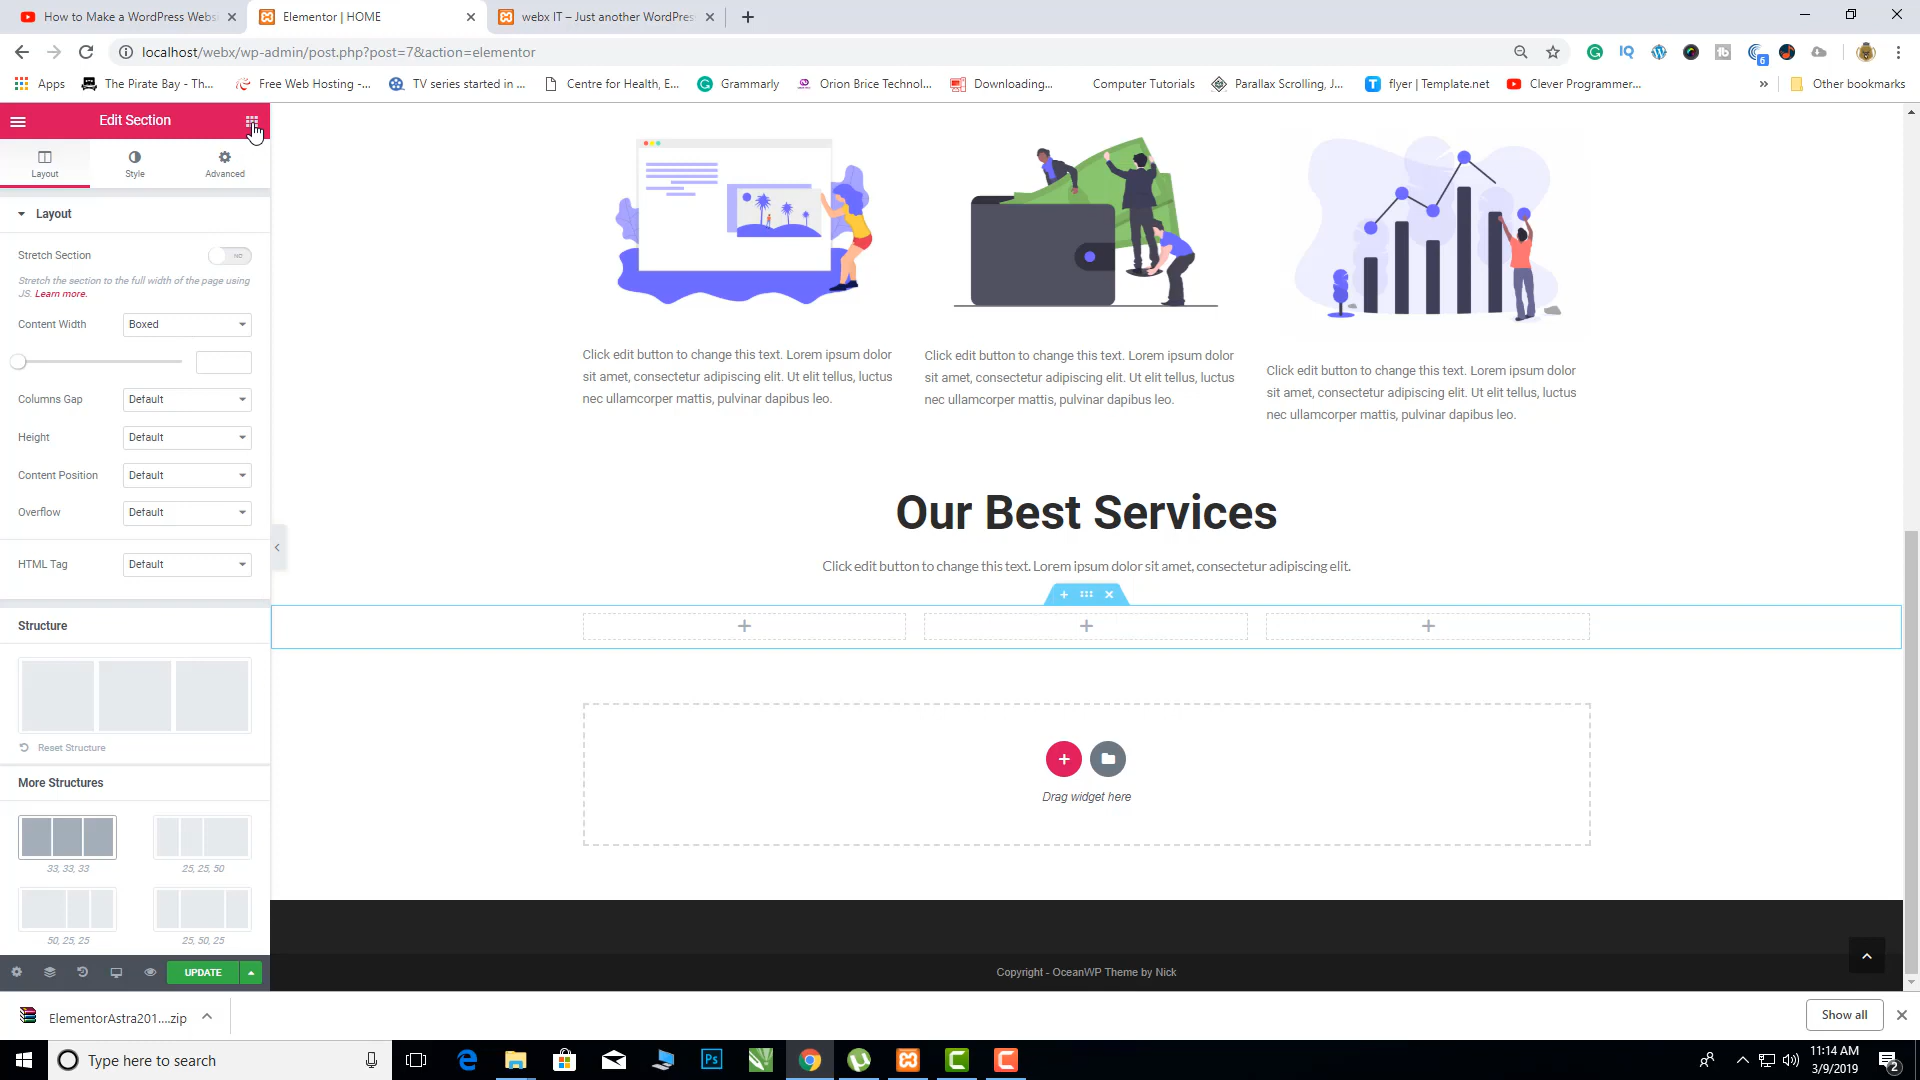 How to Make a WordPress Webs
Elementor | HOME
webx IT – Just another WordPres
localhost/webx/wp-admin/post.php?post=7&action=elementor
IQ
tb
6
Apps
The Pirate Bay - Th...
Free Web Hosting -...
TV series started in ...
Centre for Health, E...
Grammarly
Orion Brice Technol...
Downloading...
Computer Tutorials
Parallax Scrolling, J...
flyer | Template.net
Clever Programmer...
»
Other bookmarks
Edit Section
Layout
Style
Advanced
Layout
Stretch Section
NO
Stretch the section to the full width of the page using
JS. Learn more.
Content Width
Boxed
Columns Gap
Default
Height
Default
Content Position
Default
Overflow
Default
HTML Tag
Default
Structure
Reset Structure
More Structures
33, 33, 33
25, 25, 50
50, 25, 25
25, 50, 25
UPDATE
Click edit button to change this text. Lorem ipsum dolor
sit amet, consectetur adipiscing elit. Ut elit tellus, luctus
nec ullamcorper mattis, pulvinar dapibus leo.
Click edit button to change this text. Lorem ipsum dolor
sit amet, consectetur adipiscing elit. Ut elit tellus, luctus
nec ullamcorper mattis, pulvinar dapibus leo.
Click edit button to change this text. Lorem ipsum dolor
sit amet, consectetur adipiscing elit. Ut elit tellus, luctus
nec ullamcorper mattis, pulvinar dapibus leo.
Our Best Services
Click edit button to change this text. Lorem ipsum dolor sit amet, consectetur adipiscing elit.
Drag widget here
Copyright - OceanWP Theme by Nick
ElementorAstra201....zip
Show all
Type here to search
Ps
11:14 AM
3/9/2019
2